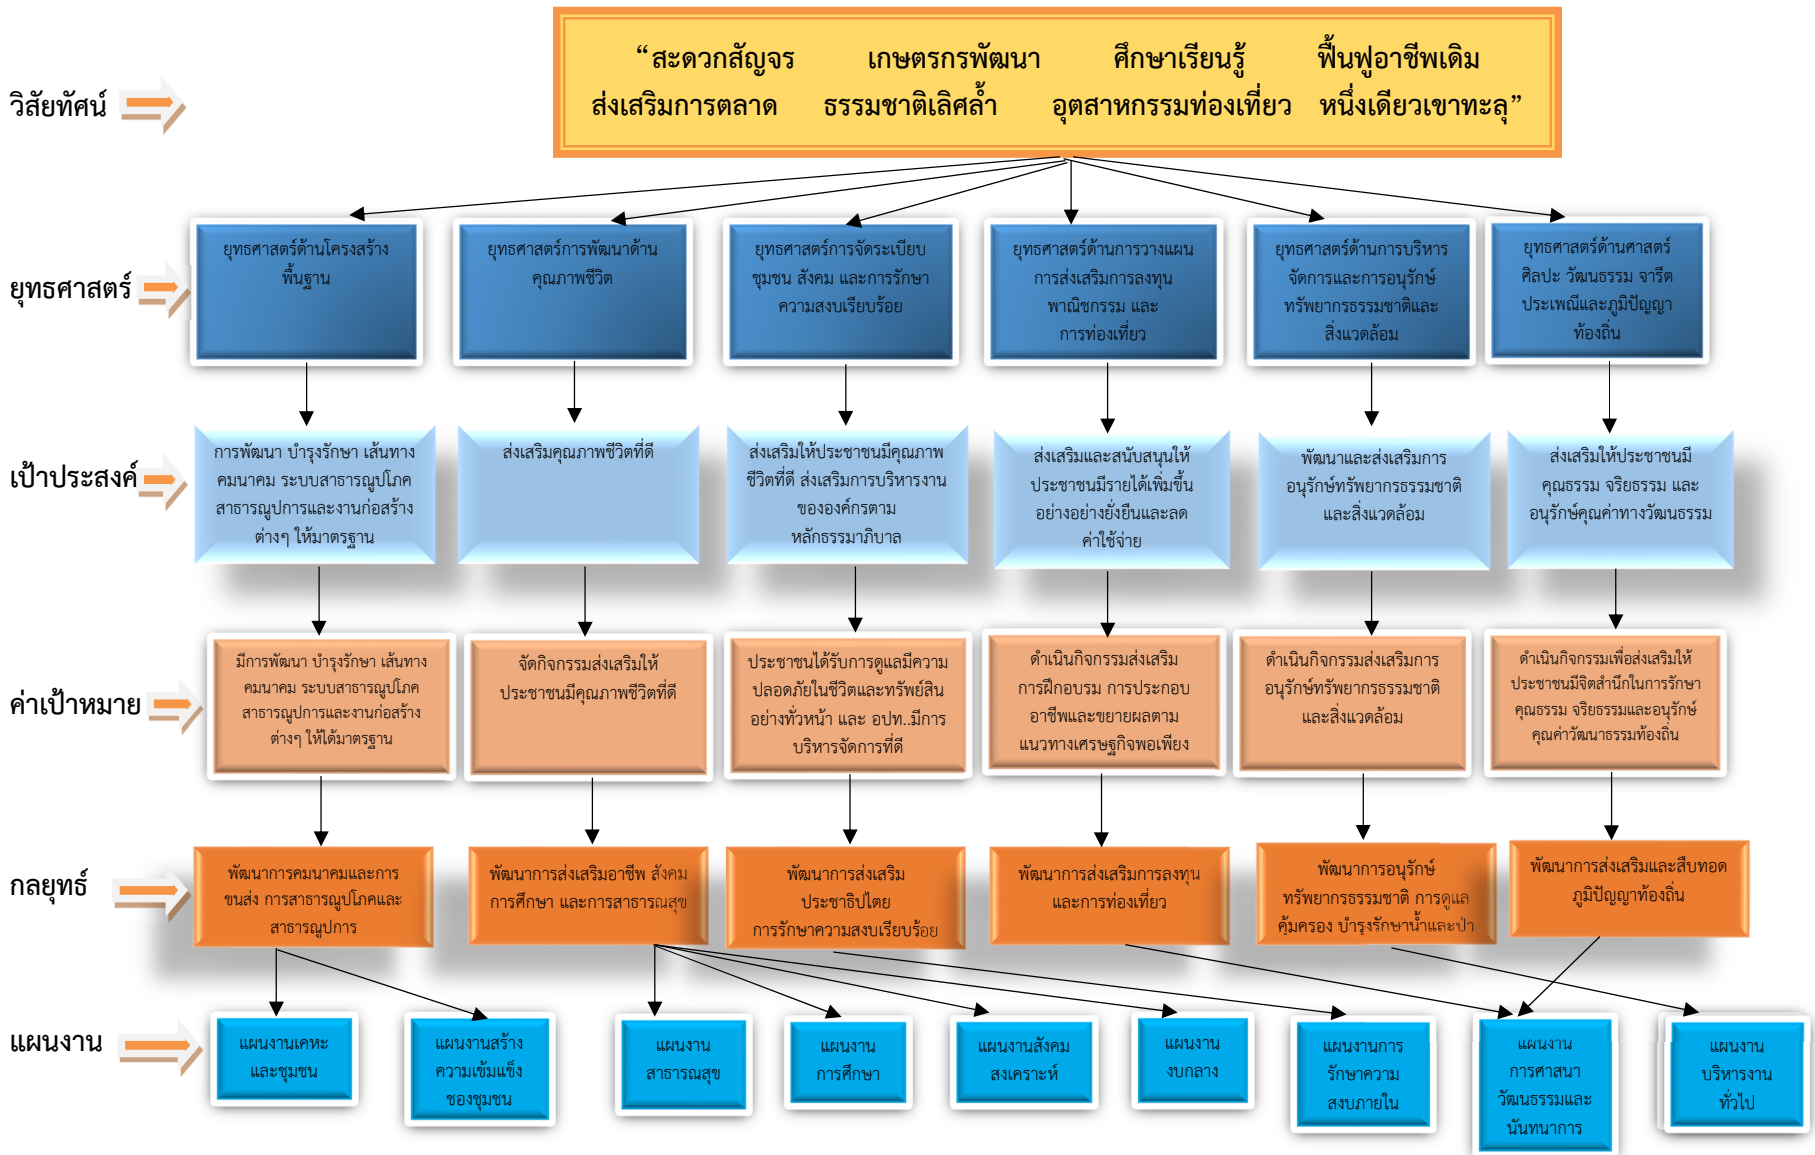 “สะดวกสัญจร เกษตรกรพัฒนา ศึกษาเรียนรู้ ฟื้นฟูอาชีพเดิม
ส่งเสริมการตลาด ธรรมชาติเลิศล้ำ อุตสาหกรรมท่องเที่ยว หนึ่งเดียวเขาทะลุ”
วิสัยทัศน์
ยุทธศาสตร์
ยุทธศาสตร์ด้านโครงสร้าง
พื้นฐาน
ยุทธศาสตร์การพัฒนาด้าน
คุณภาพชีวิต
ยุทธศาสตร์การจัดระเบียบ
ชุมชน สังคม และการรักษา
ความสงบเรียบร้อย
ยุทธศาสตร์ด้านการวางแผน
การส่งเสริมการลงทุน
พาณิชกรรม และ
การท่องเที่ยว
ยุทธศาสตร์ด้านการบริหาร
จัดการและการอนุรักษ์
ทรัพยากรธรรมชาติและ
สิ่งแวดล้อม
ยุทธศาสตร์ด้านศาสตร์
ศิลปะ วัฒนธรรม จารีต
ประเพณีและภูมิปัญญา
ท้องถิ่น
เป้าประสงค์
การพัฒนา บำรุงรักษา เส้นทาง
คมนาคม ระบบสาธารณูปโภค
สาธารณูปการและงานก่อสร้าง
ต่างๆ ให้มาตรฐาน
ส่งเสริมคุณภาพชีวิตที่ดี
ส่งเสริมให้ประชาชนมีคุณภาพ
ชีวิตที่ดี ส่งเสริมการบริหารงาน
ขององค์กรตาม
หลักธรรมาภิบาล
ส่งเสริมและสนับสนุนให้
ประชาชนมีรายได้เพิ่มขึ้น
อย่างอย่างยั่งยืนและลด
ค่าใช้จ่าย
พัฒนาและส่งเสริมการ
อนุรักษ์ทรัพยากรธรรมชาติ
และสิ่งแวดล้อม
ส่งเสริมให้ประชาชนมี
คุณธรรม จริยธรรม และ
อนุรักษ์คุณค่าทางวัฒนธรรม
ค่าเป้าหมาย
มีการพัฒนา บำรุงรักษา เส้นทาง
คมนาคม ระบบสาธารณูปโภค
สาธารณูปการและงานก่อสร้าง
ต่างๆ ให้ได้มาตรฐาน
จัดกิจกรรมส่งเสริมให้
ประชาชนมีคุณภาพชีวิตที่ดี
ประชาชนได้รับการดูแลมีความ
ปลอดภัยในชีวิตและทรัพย์สิน
อย่างทั่วหน้า และ อปท..มีการ
บริหารจัดการที่ดี
ดำเนินกิจกรรมส่งเสริม
การฝึกอบรม การประกอบ
อาชีพและขยายผลตาม
แนวทางเศรษฐกิจพอเพียง
ดำเนินกิจกรรมส่งเสริมการ
อนุรักษ์ทรัพยากรธรรมชาติ
และสิ่งแวดล้อม
ดำเนินกิจกรรมเพื่อส่งเสริมให้
ประชาชนมีจิตสำนึกในการรักษา
คุณธรรม จริยธรรมและอนุรักษ์
คุณค่าวัฒนาธรรมท้องถิ่น
กลยุทธ์
พัฒนาการคมนาคมและการ
ขนส่ง การสาธารณูปโภคและ
สาธารณูปการ
พัฒนาการส่งเสริมอาชีพ สังคม
การศึกษา และการสาธารณสุข
พัฒนาการส่งเสริม
ประชาธิปไตย
การรักษาความสงบเรียบร้อย
พัฒนาการส่งเสริมการลงทุน
และการท่องเที่ยว
พัฒนาการอนุรักษ์
ทรัพยากรธรรมชาติ การดูแล
คุ้มครอง บำรุงรักษาน้ำและป่า
พัฒนาการส่งเสริมและสืบทอด
ภูมิปัญญาท้องถิ่น
แผนงาน
แผนงานเคหะ
และชุมชน
แผนงานสร้าง
ความเข้มแข็ง
ชองชุมชน
แผนงาน
สาธารณสุข
แผนงาน
การศึกษา
แผนงานสังคม
สงเคราะห์
แผนงาน
งบกลาง
แผนงานการ
รักษาความ
สงบภายใน
แผนงาน
การศาสนา
วัฒนธรรมและ
นันทนาการ
แผนงาน
บริหารงาน
ทั่วไป